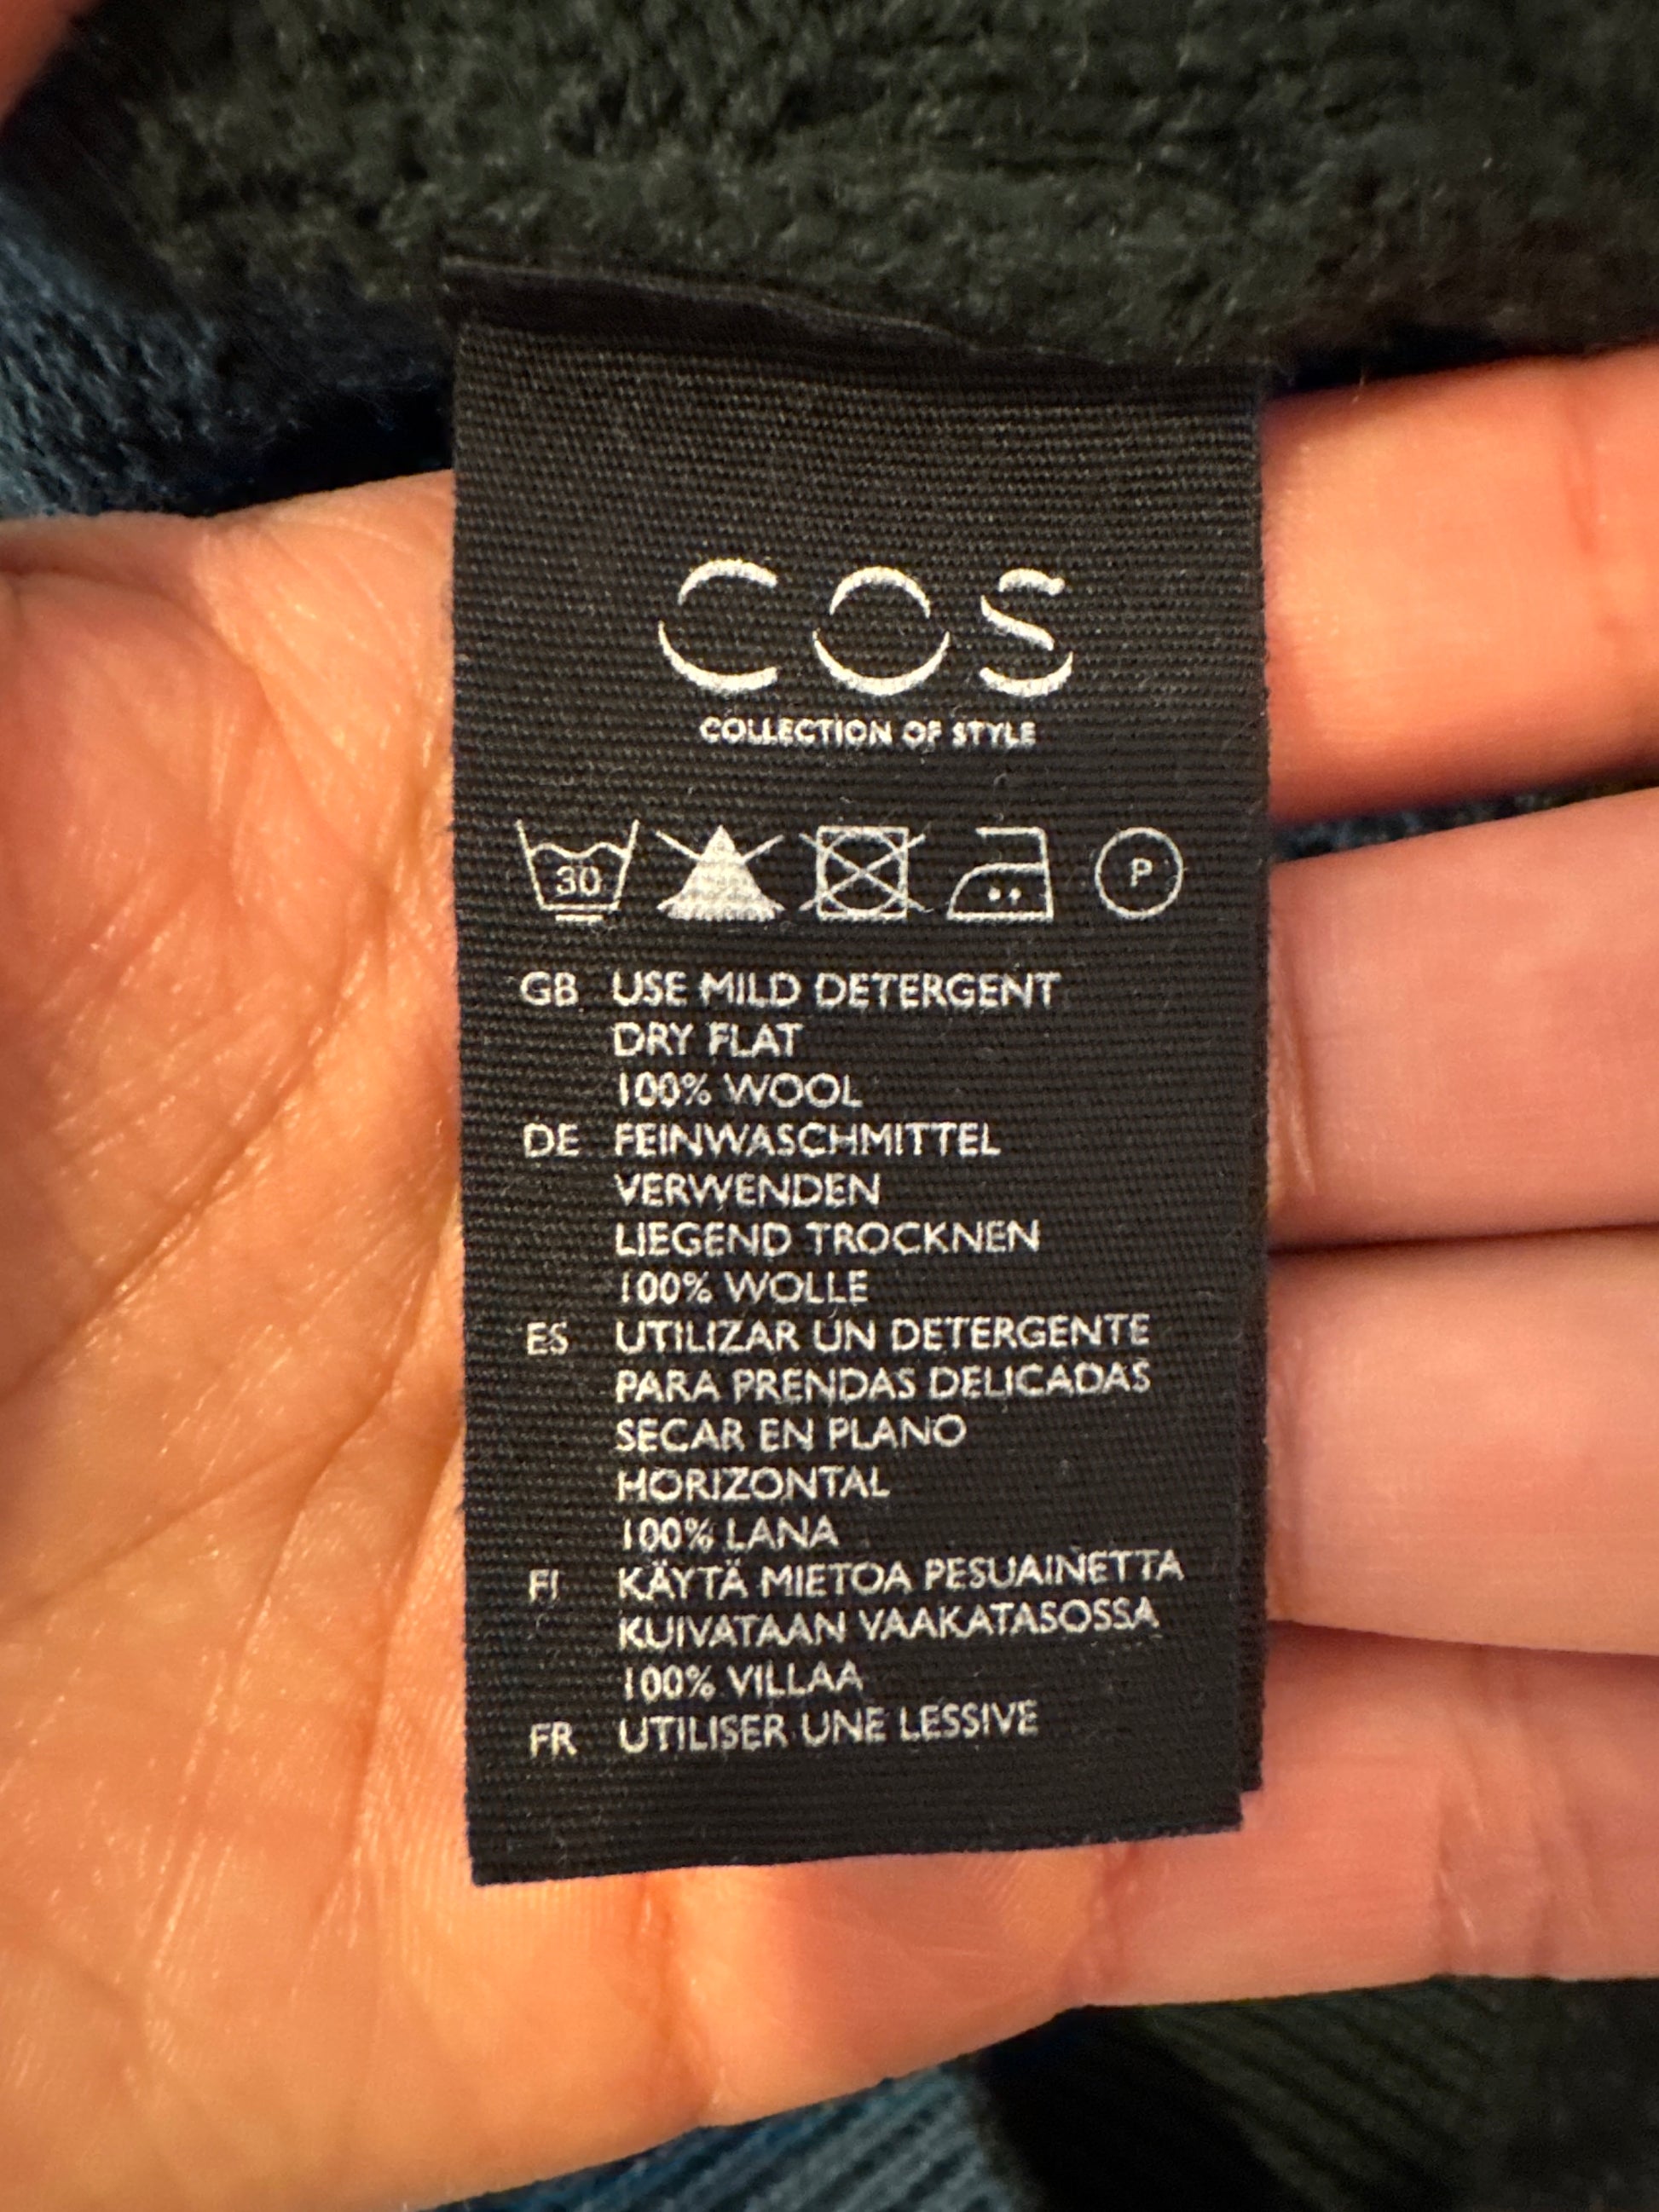 COS
COLLECTION OF STYLE
30 P
GB USE MILD DETERGENT
DRY FLAT
100% WOOL
DE FEINWASCHMITTEL
VERWENDEN
LIEGEND TROCKNEN
100% WOLLE
ES UTILIZAR UN DETERGENTE
PARA PRENDAS DELICADAS
SECAR EN PLANO
HORIZONTAL
100% LANA
FI KÄYTÄ MIETOA PESUAINETTA
KUIVATAAN VAAKATASOSSA
100% VILLAA
FR UTILISER UNE LESSIVE